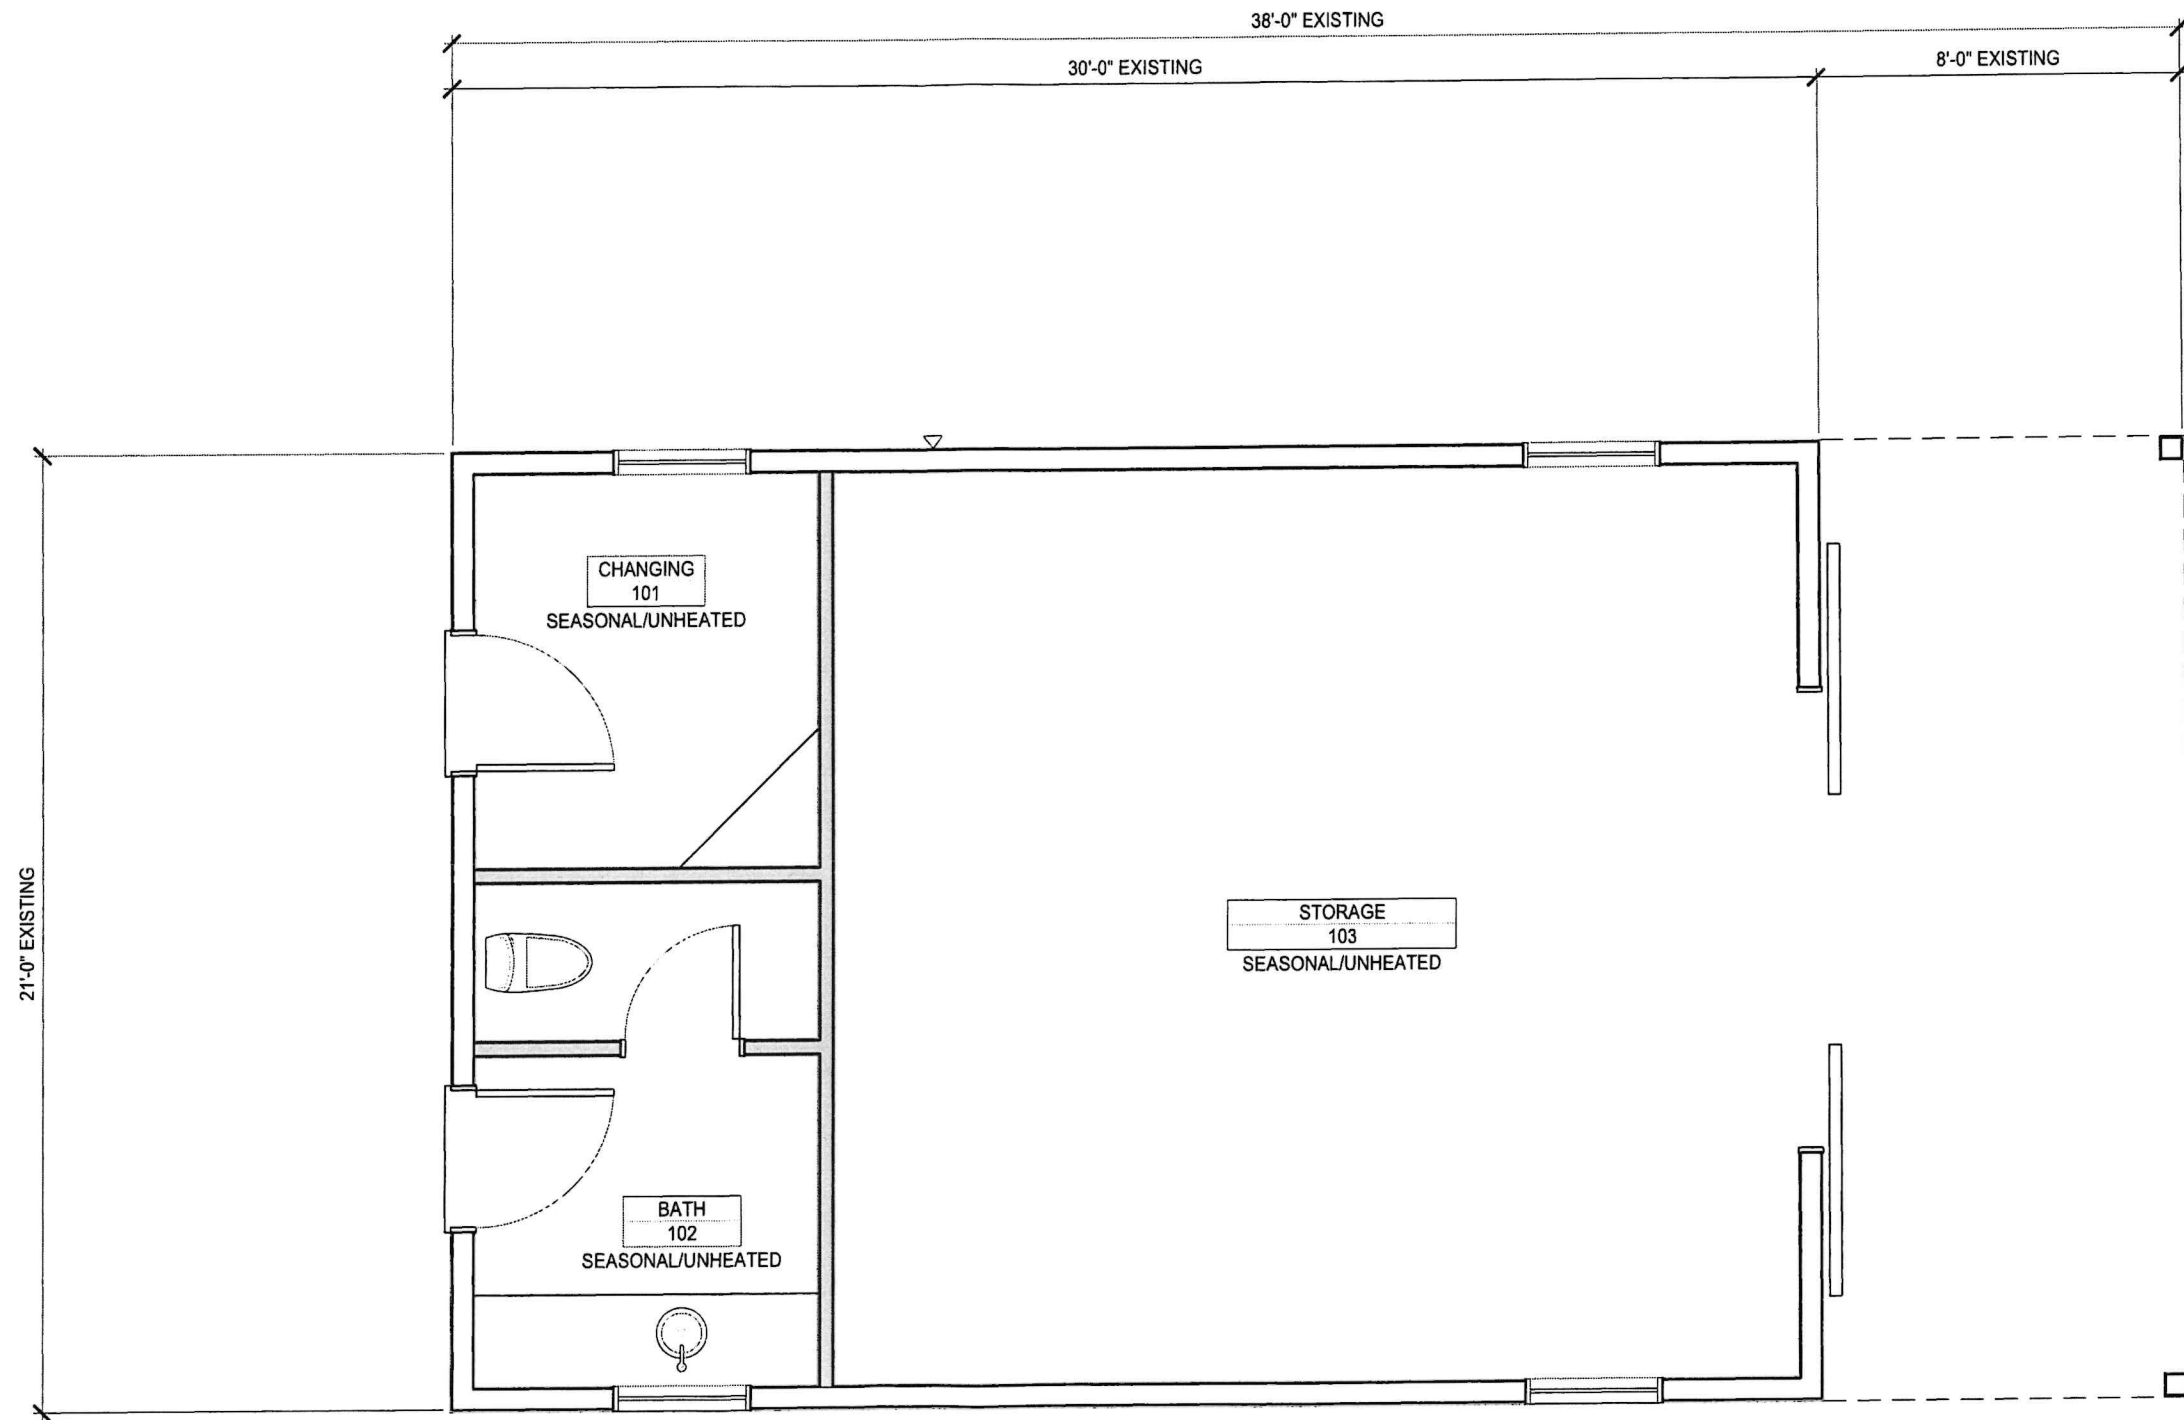 38'-0" EXISTING
30'-0" EXISTING
8'-0" EXISTING
CHANGING
101
SEASONAL/UNHEATED
21'-0" EXISTING
STORAGE
103
SEASONAL/UNHEATED
BATH
102
SEASONAL/UNHEATED